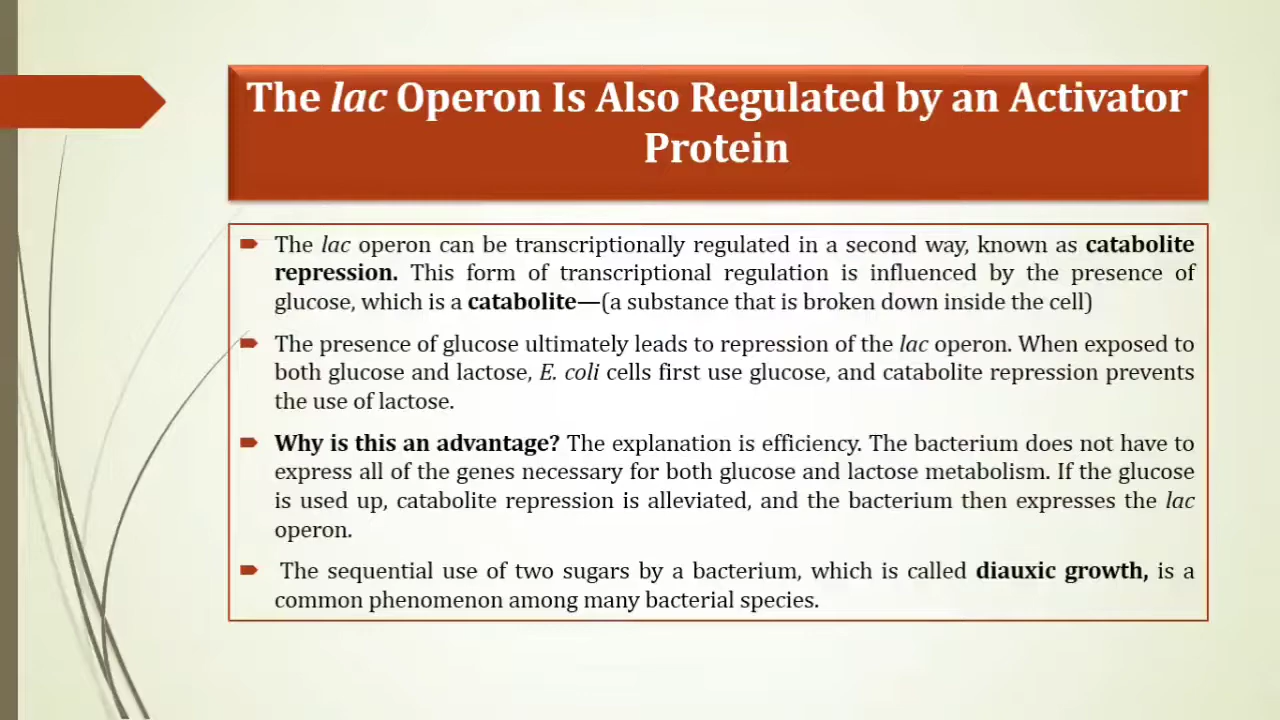 The lac Operon Is Also Regulated by an Activator
Protein
The lac operon can be transcriptionally regulated in a second way, known as catabolite
repression. This form of transcriptional regulation is influenced by the presence of
glucose, which is a catabolite—(a substance that is broken down inside the cell)
The presence of glucose ultimately leads to repression of the lac operon. When exposed to
both glucose and lactose, E. coli cells first use glucose, and catabolite repression prevents
the use of lactose.
Why is this an advantage? The explanation is efficiency. The bacterium does not have to
express all of the genes necessary for both glucose and lactose metabolism. If the glucose
is used up, catabolite repression is alleviated, and the bacterium then expresses the lac
operon.
The sequential use of two sugars by a bacterium, which is called diauxic growth, is a
common phenomenon among many bacterial species.